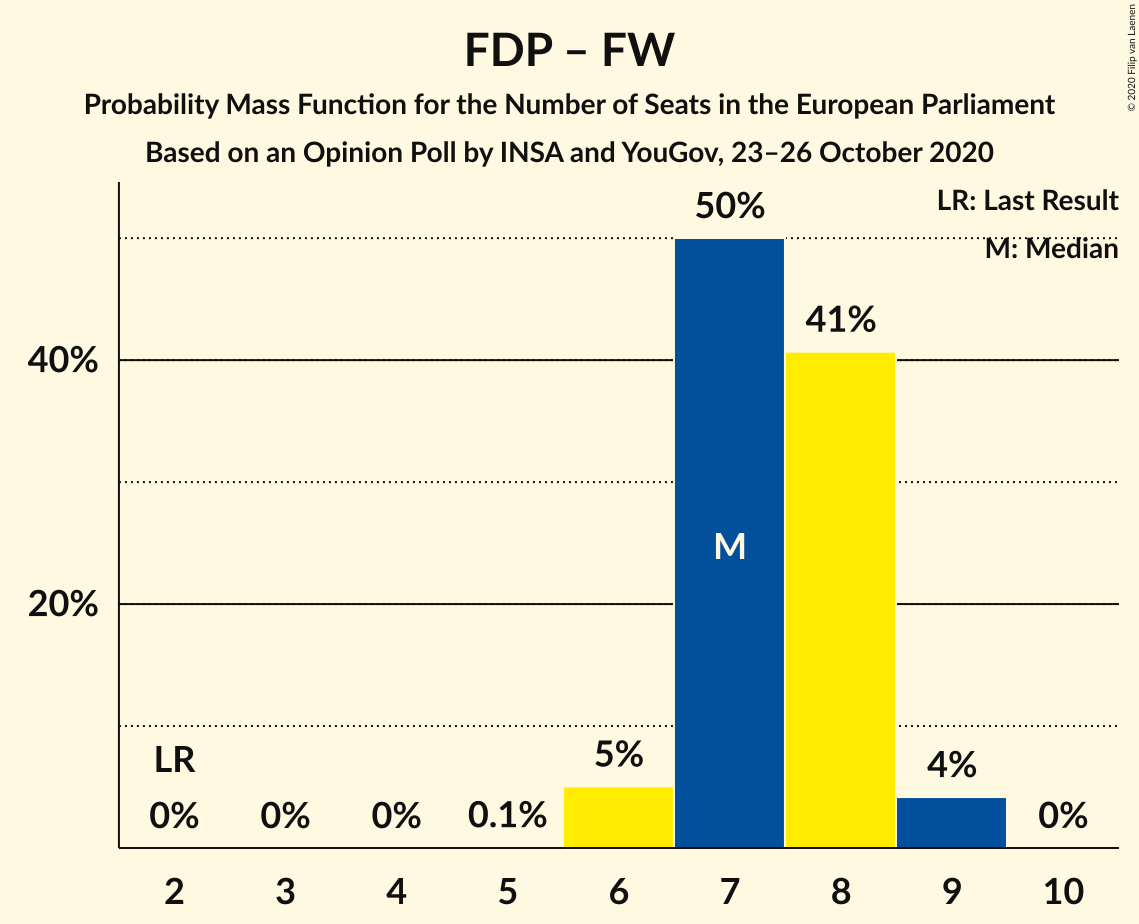 FDP – FW
Probability Mass Function for the Number of Seats in the European Parliament
Based on an Opinion Poll by INSA and YouGov, 23–26 October 2020
© 2020 Filip van Laenen
LR: Last Result
M: Median
50%
41%
40%
M
20%
LR
5%
4%
0%
0%
0%
0.1%
0%
2
3
4
5
6
7
8
9
10